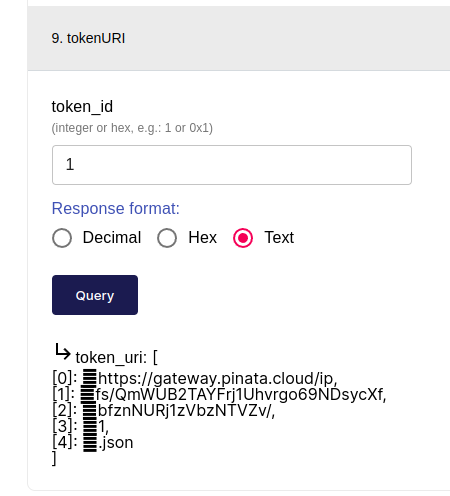 9. tokenURI
token_id
(integer or hex, e.g.: 1 or 0x1)
1
Response format:
Decimal Hex Text
Query
token_uri: [
[0]: https://gateway.pinata.cloud/ip,
[1]: fs/QmWUB2TAYFrj1Uhvrgo69NDsycXf,
[2]: bfznNURj1zVbzNTVZv/,
[3]: 1,
[4]: .json
]